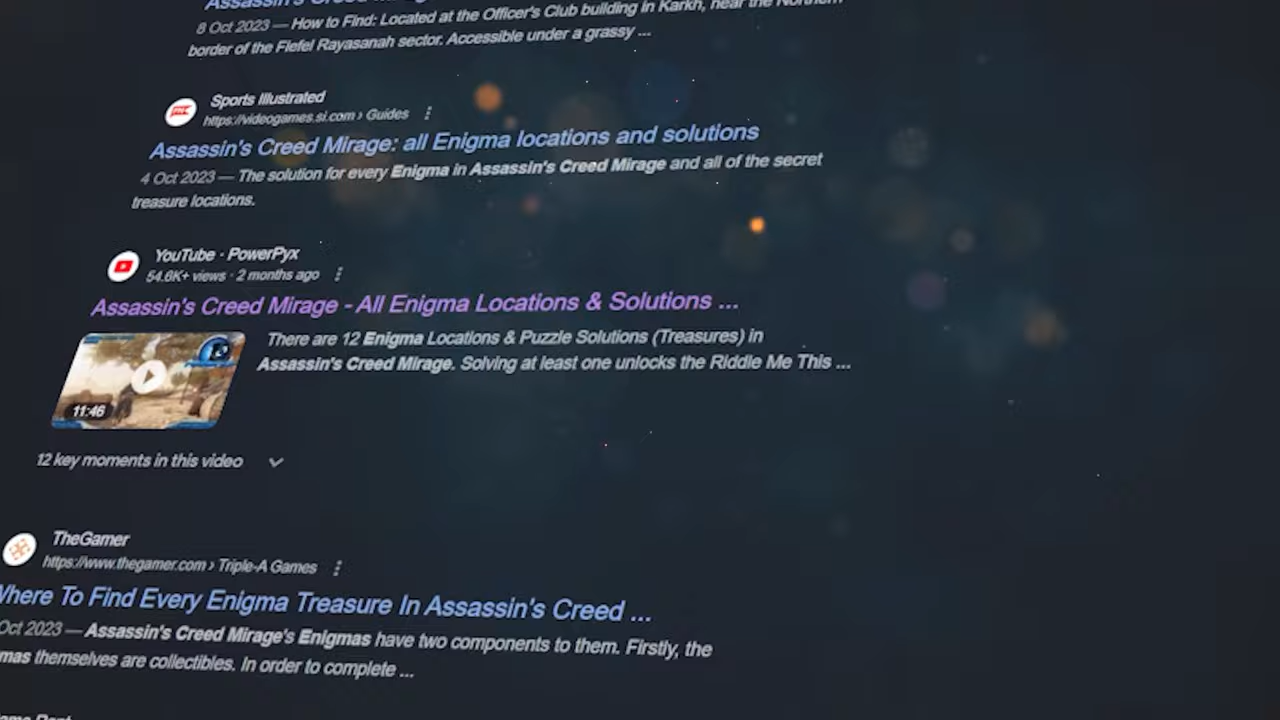 8 Oct 2023 — How to Find: Located at the Officer's Club building in Karkh, near the Northern
border of the Fiefel Rayasanah sector. Accessible under a grassy ...
Sports Illustrated
https://videogames.si.com › Guides
Assassin's Creed Mirage: all Enigma locations and solutions
4 Oct 2023 — The solution for every Enigma in Assassin's Creed Mirage and all of the secret
treasure locations.
YouTube · PowerPyx
54.6K+ views · 2 months ago
Assassin's Creed Mirage - All Enigma Locations & Solutions ...
There are 12 Enigma Locations & Puzzle Solutions (Treasures) in
Assassin's Creed Mirage. Solving at least one unlocks the Riddle Me This ...
11:46
12 key moments in this video
TheGamer
https://www.thegamer.com › Triple-A Games
Where To Find Every Enigma Treasure In Assassin's Creed ...
Oct 2023 — Assassin's Creed Mirage's Enigmas have two components to them. Firstly, the
mas themselves are collectibles. In order to complete ...